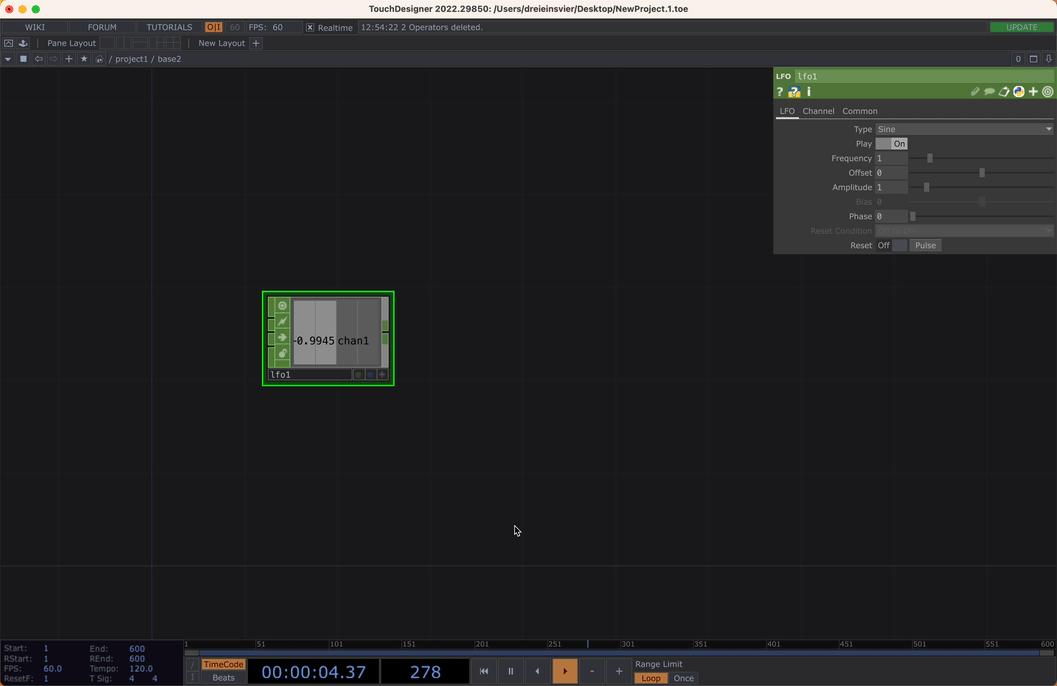 TouchDesigner 2022.29850: /Users/dreieinsvier/Desktop/NewProject.1.toe
WIKI FORUM TUTORIALS O|I 60 FPS: 60 Realtime 12:54:22 2 Operators deleted. UPDATE
Pane Layout New Layout +
/ project1 / base2 0
LFO lfo1
? i
LFO Channel Common
Type Sine
Play On
Frequency 1
Offset 0
Amplitude 1
Bias 0
Phase 0
Reset Condition
Reset Off Pulse
-0.9945 chan1
lfo1
1 51 101 151 201 251 301 351 401 451 501 551 600
Start: 1 End: 600
RStart: 1 REnd: 600
FPS: 60.0 Tempo: 120.0
ResetF: 1 T Sig: 4 4
/ TimeCode
I Beats
00:00:04.37 278
- +
Range Limit
Loop Once